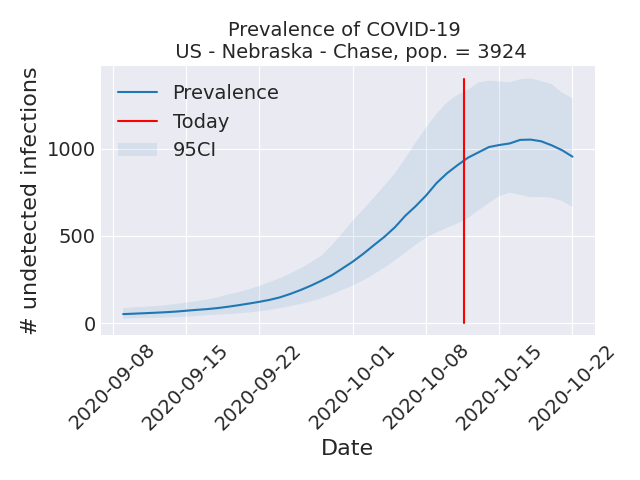 Prevalence of COVID-19
US - Nebraska - Chase, pop. = 3924
# undetected infections
1000
500
0
Prevalence
Today
95CI
2020-09-08
2020-09-15
2020-09-22
2020-10-01
2020-10-08
2020-10-15
2020-10-22
Date